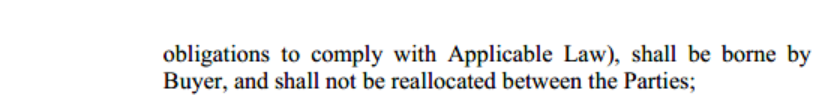 obligations to comply with Applicable Law), shall be borne by
Buyer, and shall not be reallocated between the Parties;